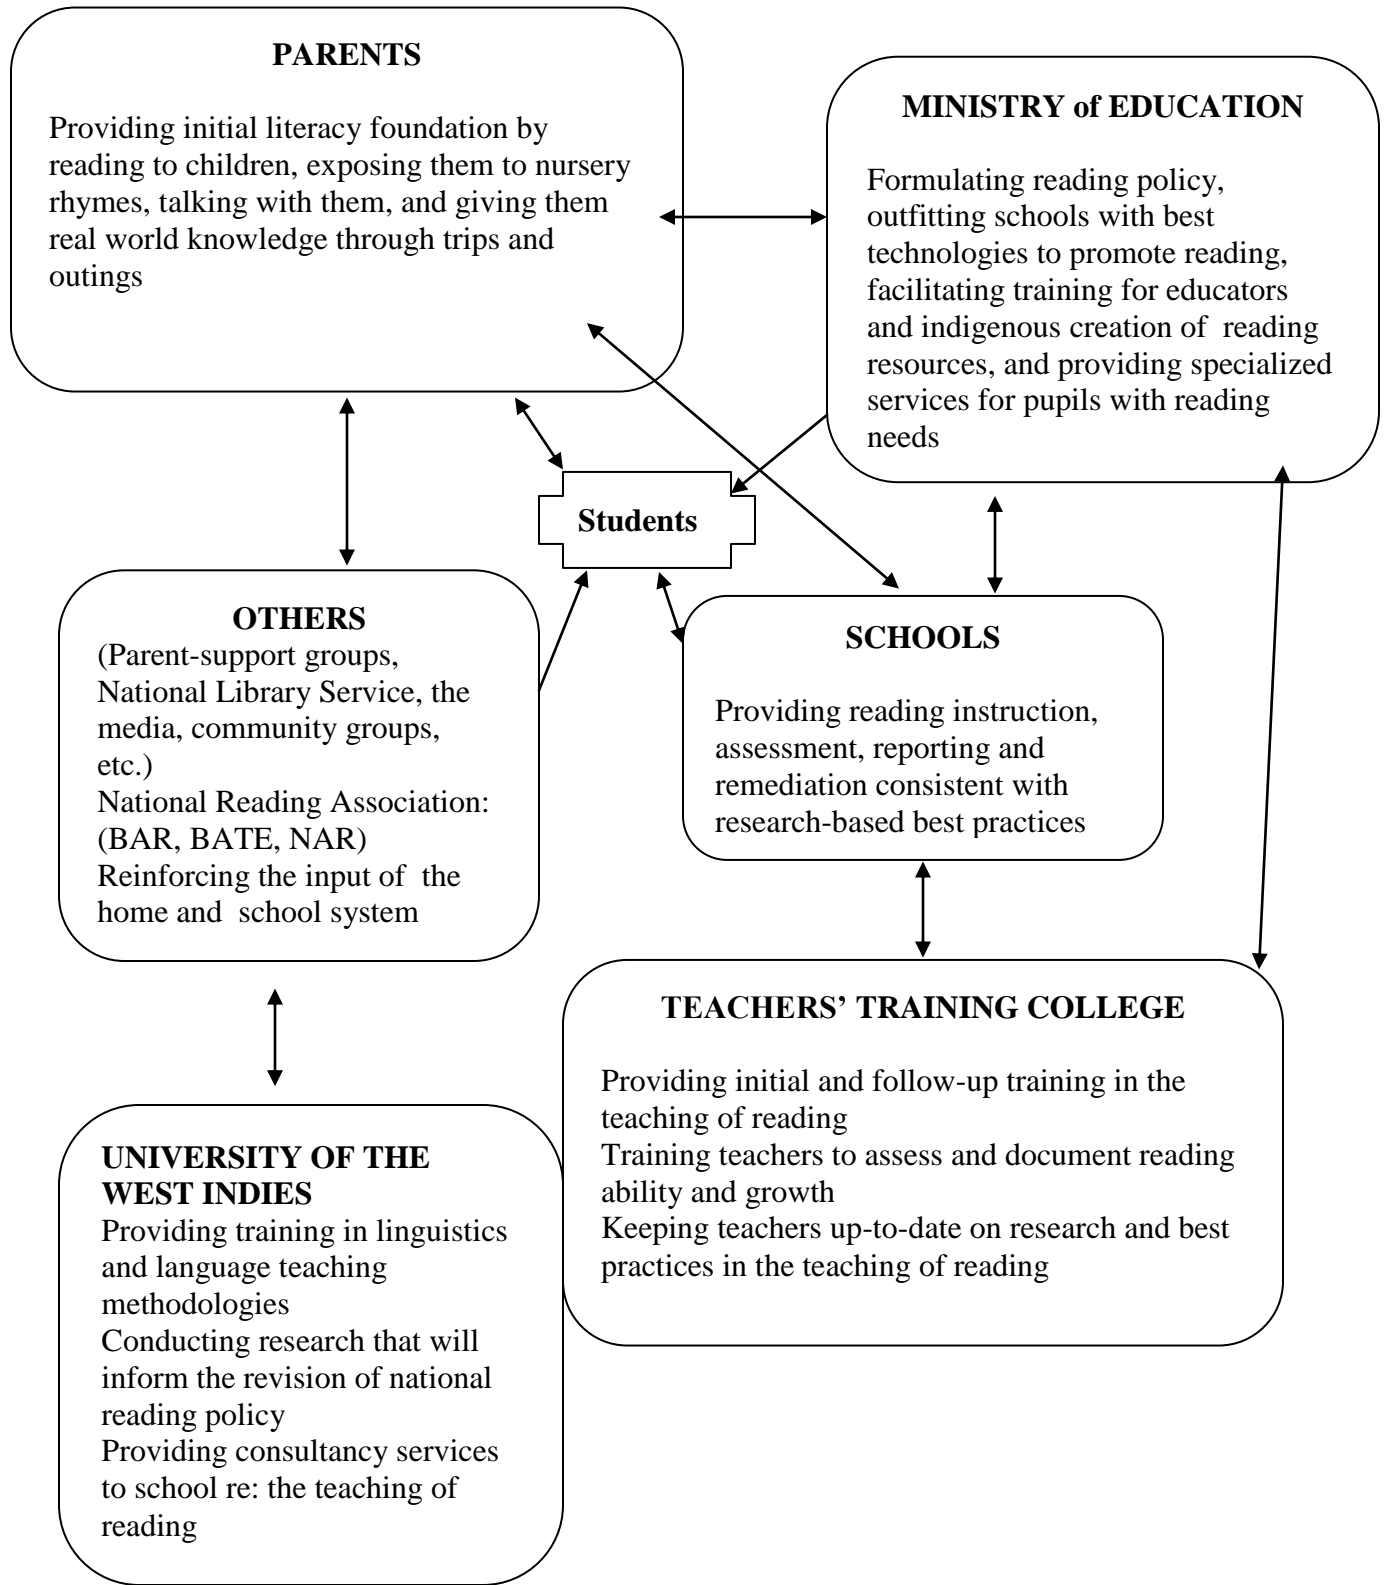 PARENTS
Providing initial literacy foundation by
reading to children, exposing them to nursery
rhymes, talking with them, and giving them
real world knowledge through trips and
outings
MINISTRY of EDUCATION
Formulating reading policy,
outfitting schools with best
technologies to promote reading,
facilitating training for educators
and indigenous creation of reading
resources, and providing specialized
services for pupils with reading
needs
Students
OTHERS
(Parent-support groups,
National Library Service, the
media, community groups,
etc.)
National Reading Association:
(BAR, BATE, NAR)
Reinforcing the input of the
home and school system
SCHOOLS
Providing reading instruction,
assessment, reporting and
remediation consistent with
research-based best practices
TEACHERS’ TRAINING COLLEGE
Providing initial and follow-up training in the
teaching of reading
Training teachers to assess and document reading
ability and growth
Keeping teachers up-to-date on research and best
practices in the teaching of reading
UNIVERSITY OF THE
WEST INDIES
Providing training in linguistics
and language teaching
methodologies
Conducting research that will
inform the revision of national
reading policy
Providing consultancy services
to school re: the teaching of
reading